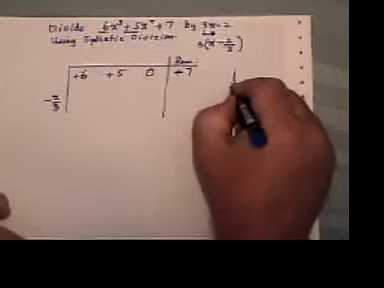 Divide 6x³+5x²+7 by 3x-2
Using Synthetic Division. 3(x-2/3)
Rem
+6 +5 0 +7
-2/3